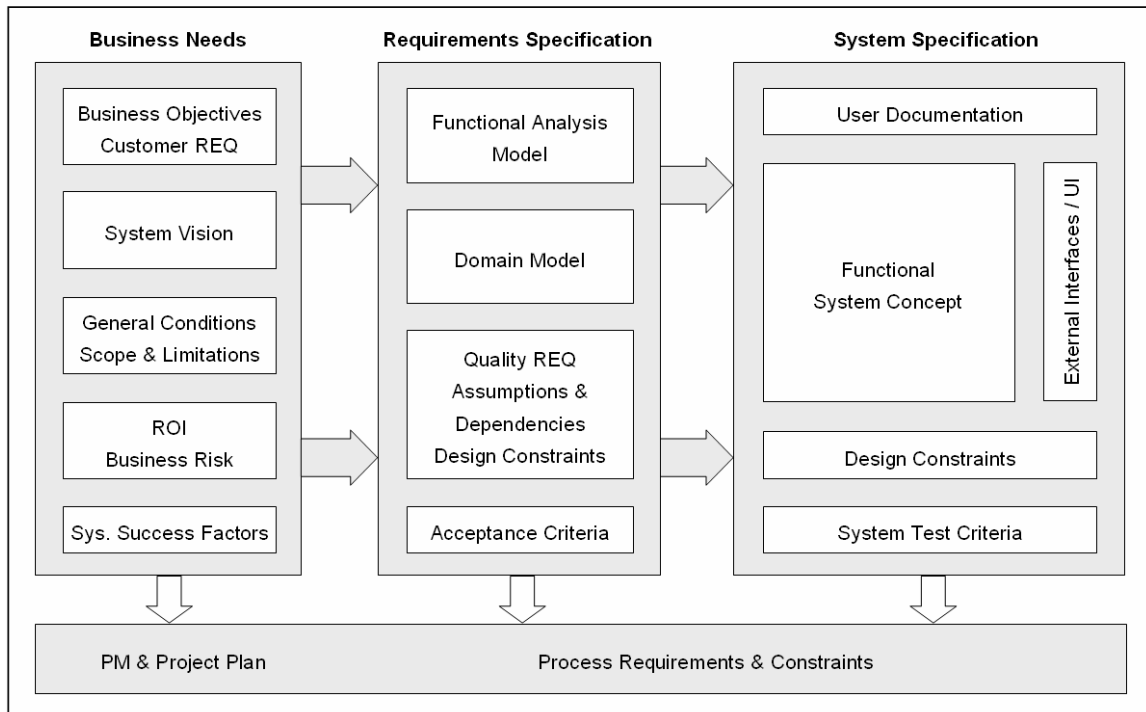 Business Needs
Business Objectives
Customer REQ
System Vision
General Conditions
Scope & Limitations
ROI
Business Risk
Sys. Success Factors
Requirements Specification
Functional Analysis
Model
Domain Model
Quality REQ
Assumptions &
Dependencies
Design Constraints
Acceptance Criteria
System Specification
User Documentation
Functional
System Concept
External Interfaces / UI
Design Constraints
System Test Criteria
PM & Project Plan
Process Requirements & Constraints